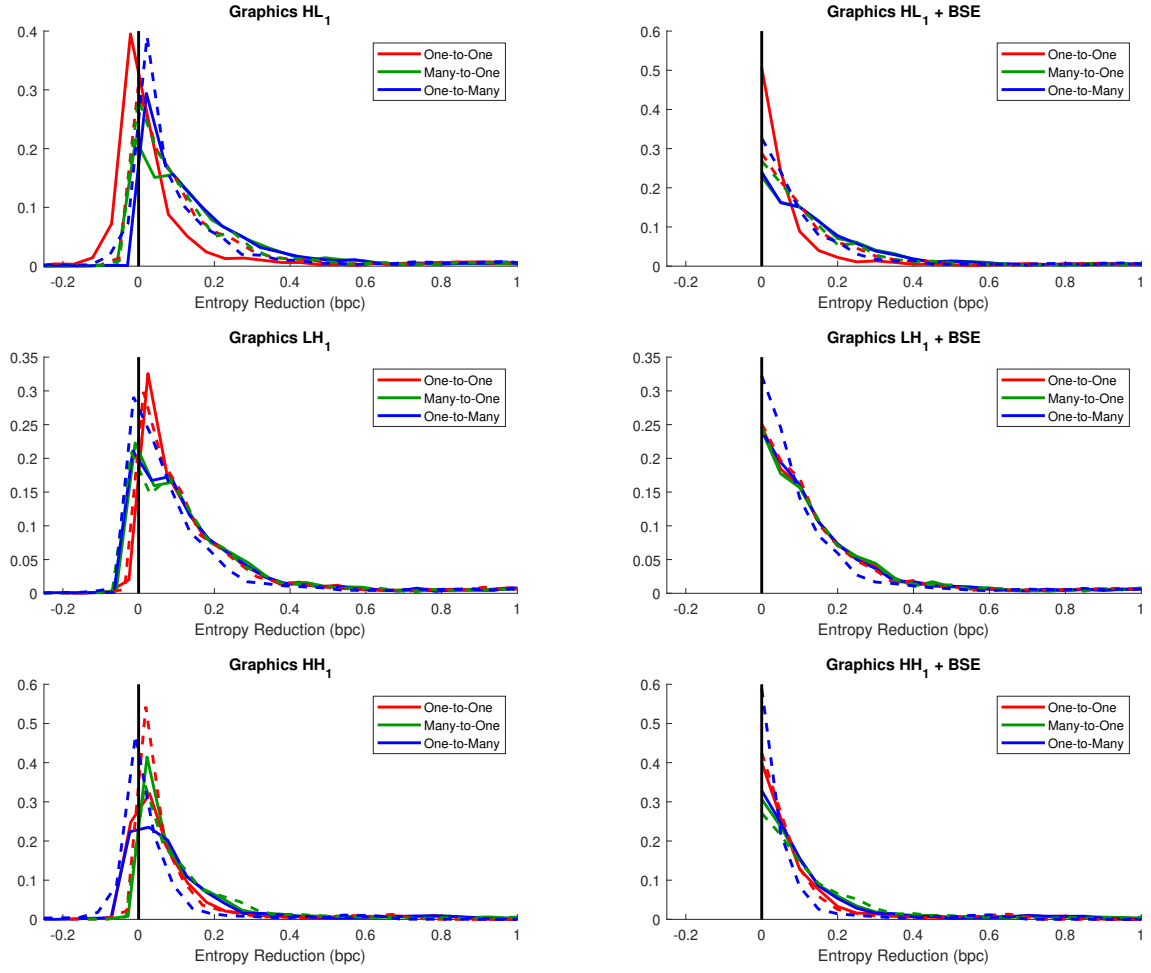 Graphics HL1
0.4
0.3
0.2
0.1
0
One-to-One
Many-to-One
One-to-Many
-0.2 0 0.2 0.4 0.6 0.8 1
Entropy Reduction (bpc)
Graphics HL1 + BSE
0.6
0.5
0.4
0.3
0.2
0.1
0
One-to-One
Many-to-One
One-to-Many
-0.2 0 0.2 0.4 0.6 0.8 1
Entropy Reduction (bpc)
Graphics LH1
0.35
0.3
0.25
0.2
0.15
0.1
0.05
0
One-to-One
Many-to-One
One-to-Many
-0.2 0 0.2 0.4 0.6 0.8 1
Entropy Reduction (bpc)
Graphics LH1 + BSE
0.35
0.3
0.25
0.2
0.15
0.1
0.05
0
One-to-One
Many-to-One
One-to-Many
-0.2 0 0.2 0.4 0.6 0.8 1
Entropy Reduction (bpc)
Graphics HH1
0.6
0.5
0.4
0.3
0.2
0.1
0
One-to-One
Many-to-One
One-to-Many
-0.2 0 0.2 0.4 0.6 0.8 1
Entropy Reduction (bpc)
Graphics HH1 + BSE
0.6
0.5
0.4
0.3
0.2
0.1
0
One-to-One
Many-to-One
One-to-Many
-0.2 0 0.2 0.4 0.6 0.8 1
Entropy Reduction (bpc)